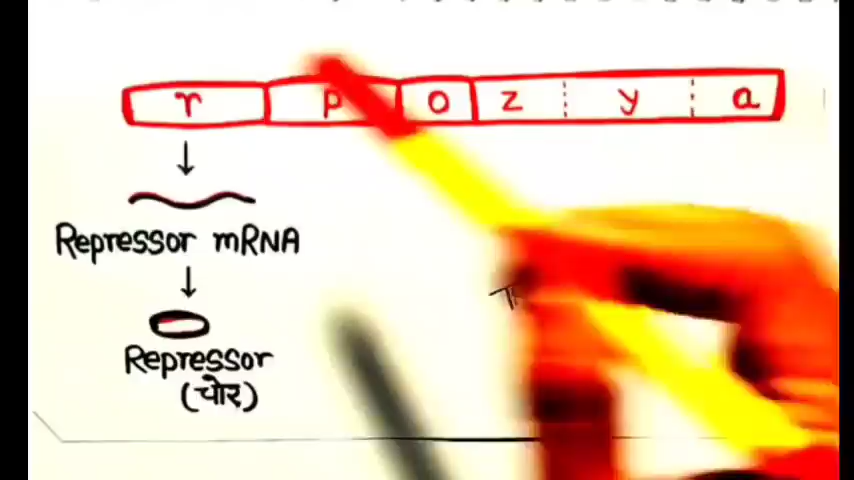 r p o z y a
Repressor mRNA
Repressor
(चोर)